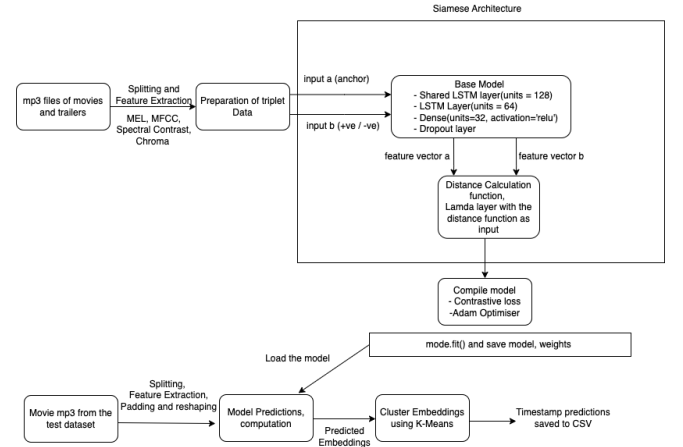 Siamese Architecture
mp3 files of movies
and trailers
Splitting and
Feature Extraction
MEL, MFCC,
Spectral Contrast,
Chroma
Preparation of triplet
Data
input a (anchor)
input b (+ve / -ve)
Base Model
- Shared LSTM layer(units = 128)
- LSTM Layer(units = 64)
- Dense(units=32, activation='relu')
- Dropout layer
feature vector a
feature vector b
Distance Calculation
function,
Lamda layer with the
distance function as
input
Compile model
- Contrastive loss
-Adam Optimiser
mode.fit() and save model, weights
Load the model
Movie mp3 from the
test dataset
Splitting,
Feature Extraction,
Padding and reshaping
Model Predictions,
computation
Predicted
Embeddings
Cluster Embeddings
using K-Means
Timestamp predictions
saved to CSV